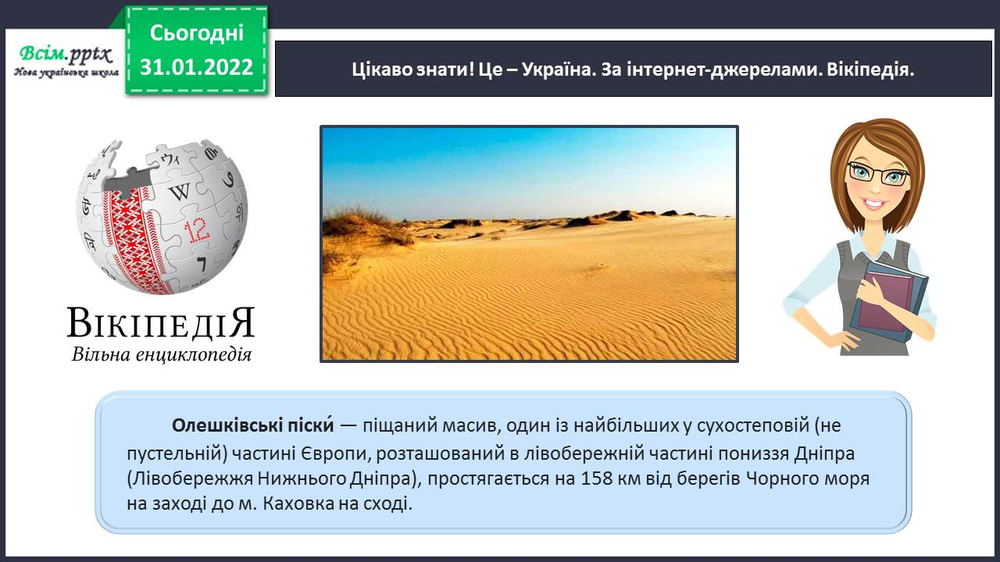 Сьогодні
31.01.2022
Всім.pptx
Нова українська школа
Цікаво знати! Це – Україна. За інтернет-джерелами. Вікіпедія.
W
12
ВІКІПЕДІЯ
Вільна енциклопедія
Олешківські піски́ — піщаний масив, один із найбільших у сухостеповій (не
пустельній) частині Європи, розташований в лівобережній частині пониззя Дніпра
(Лівобережжя Нижнього Дніпра), простягається на 158 км від берегів Чорного моря
на заході до м. Каховка на сході.